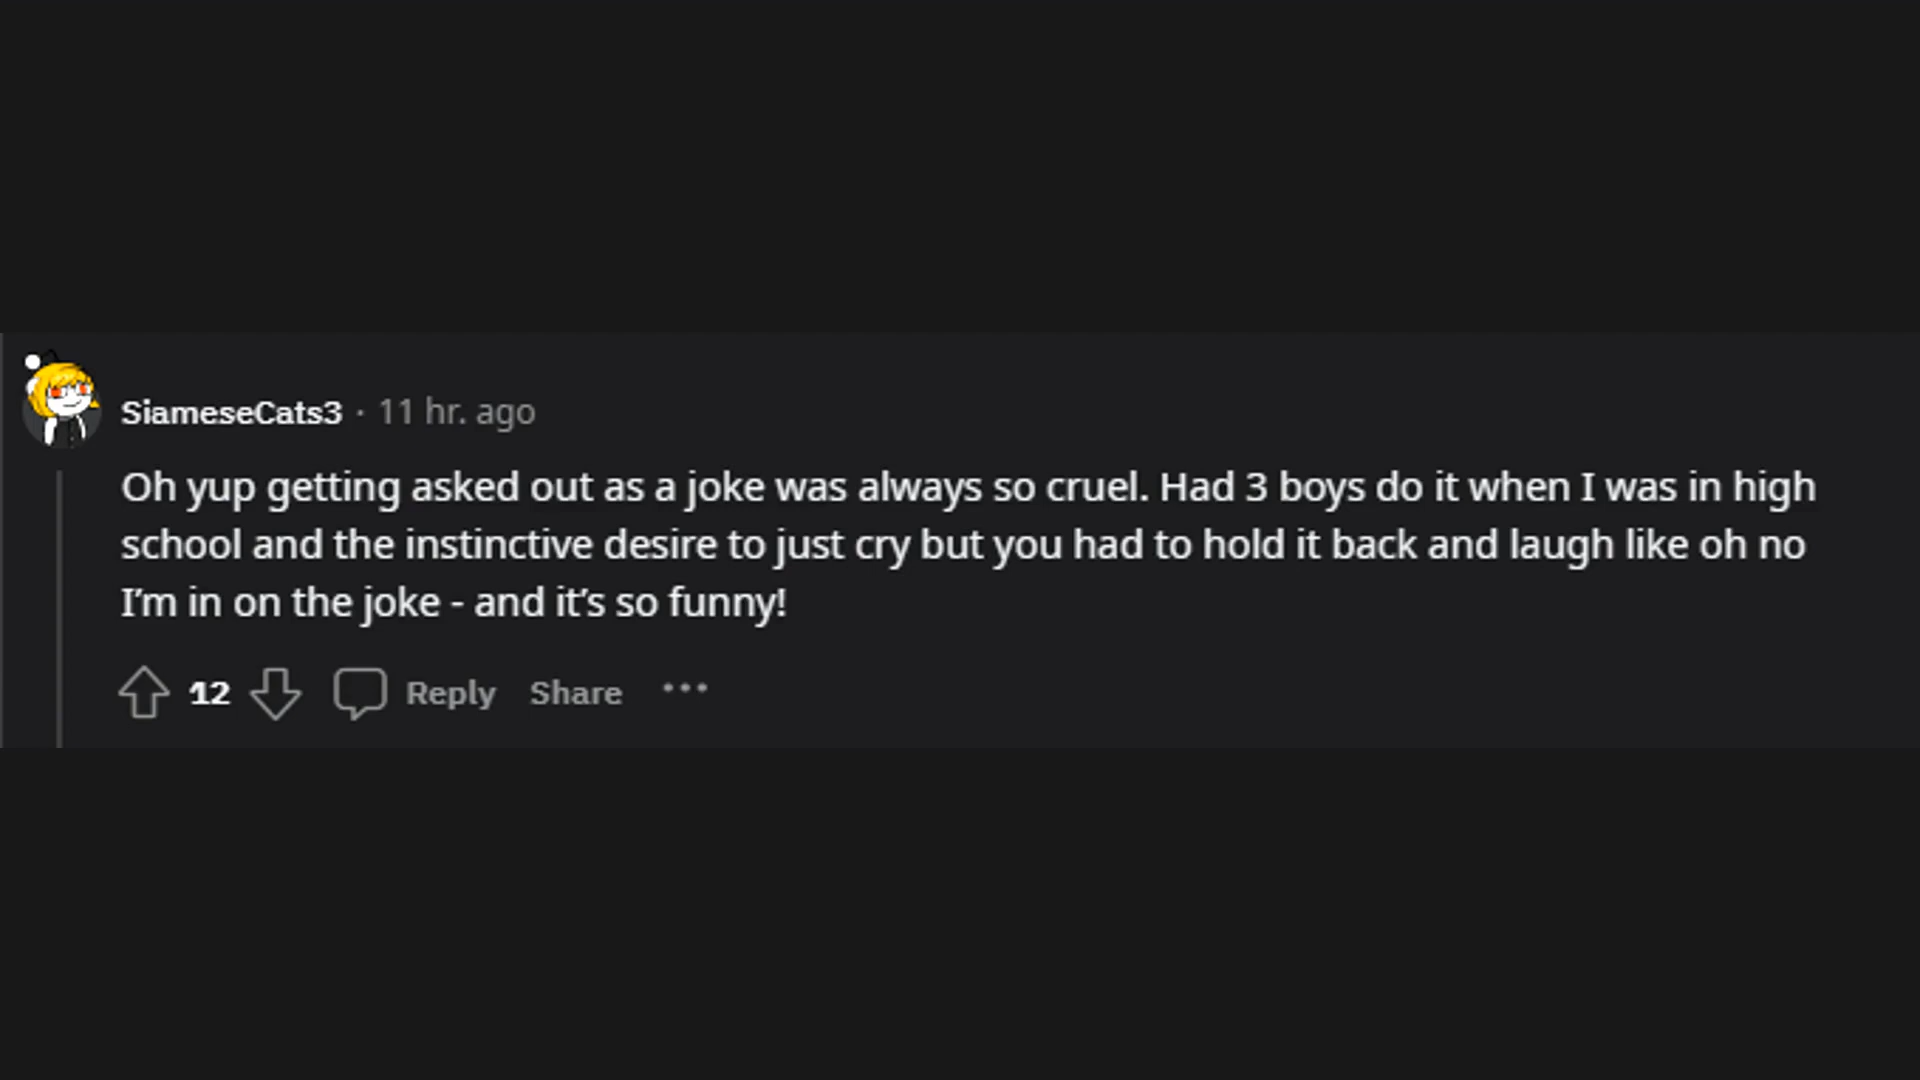 SiameseCats3 · 11 hr. ago
Oh yup getting asked out as a joke was always so cruel. Had 3 boys do it when I was in high
school and the instinctive desire to just cry but you had to hold it back and laugh like oh no
I’m in on the joke - and it’s so funny!
12 Reply Share ···